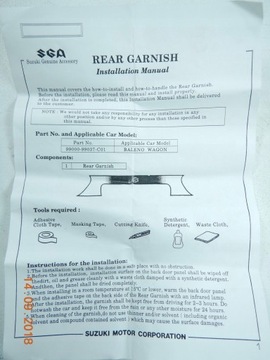 SGA
Suzuki Genuine Accessory
REAR GARNISH
Installation Manual
This manual covers the how-to-install and how-to-handle the Rear Garnish.
Before the installation, please read this manual and install properly.
After the installation is completed, this Installation Manual shall be delivered
to the customer.
NOTE : We would not take any responsibility for any installation in any
other position and/or by any other process than those specified in
this manual.
Part No. and Applicable Car Model:
Part No.
Applicable Car Model
BALENO WAGON
Components:
1 Rear Garnish
Tools required :
Adhesive Cloth Tape,
Masking Tape,
Cutting Knife,
Synthetic Detergent,
Waste Cloth,
Instructions for the installation:
1.The installation work shall be done in a safe place with no obstruction.
2.Before the installation, installation surface on the back door panel shall be wiped off
the dirt, oil and grease with a waste cloth damped with a synthetic detergent.
then, the panel shall be dried completely.
3.When installing in a room temperature of 15℃ or lower, warm the back door panel
and the adhesive tape on the back side of the Rear Garnish with an infrared lamp.
4.After the installation, the garnish shall be kept free from driving for 2-3 hours. Do
not wash the car and keep it free from rain or any other moisture for 24 hours.
5.When cleaning of the garnish, do not use thinner and/or solvent ( including organic
solvent and compound contained solvent ) which may cause the surface damages.
SUZUKI MOTOR CORPORATION